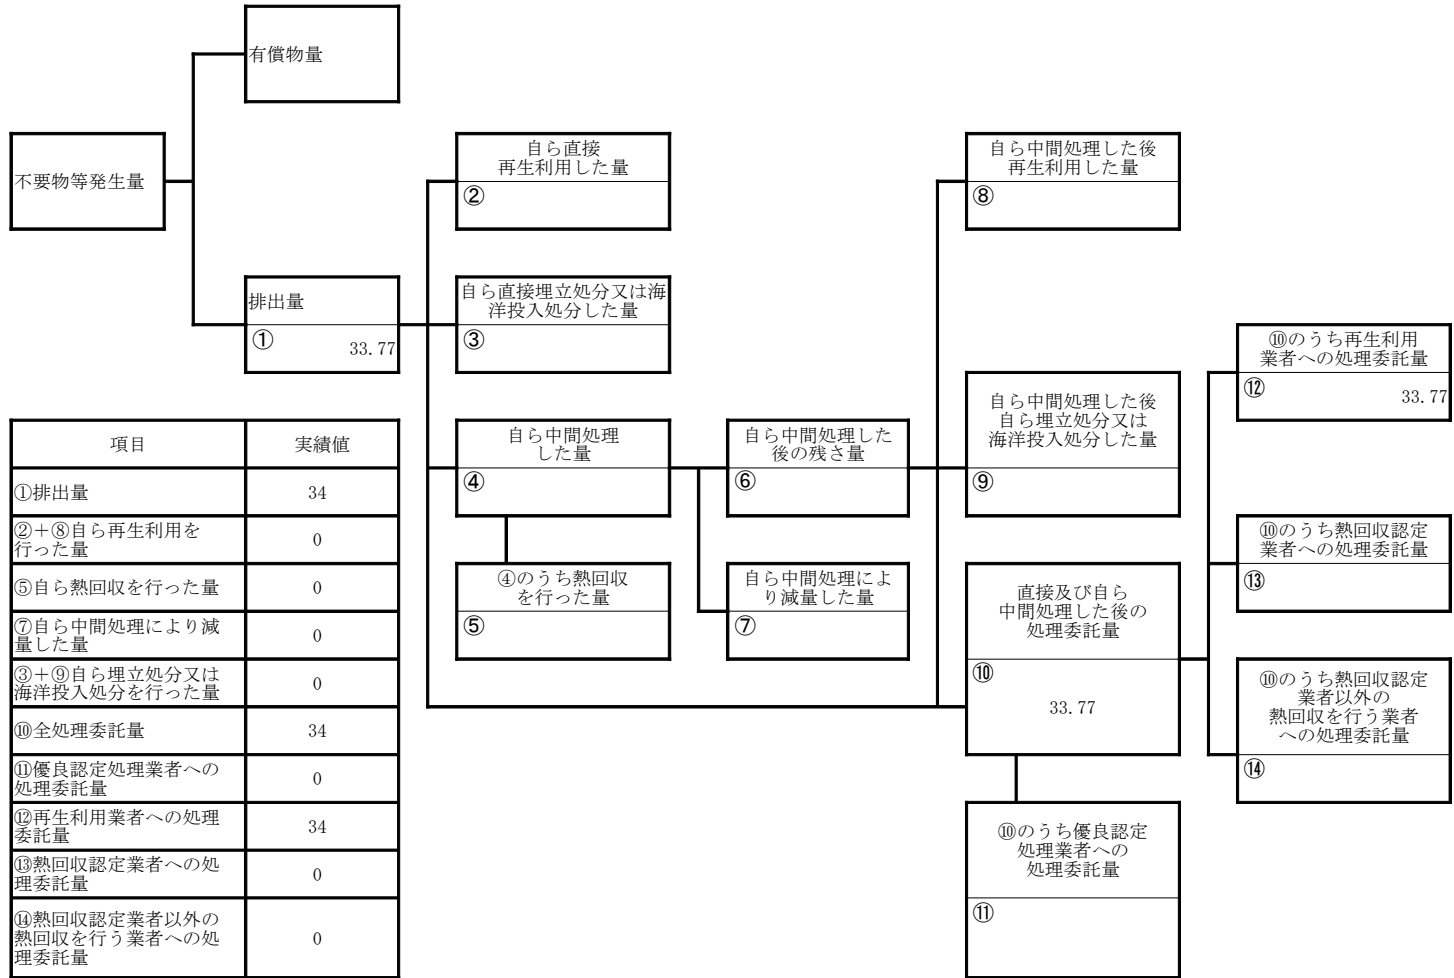 有償物量
不要物等発生量
自ら直接
再生利用した量
②
自ら中間処理した後
再生利用した量
⑧
排出量
①
33.77
自ら直接埋立処分又は海
洋投入処分した量
③
⑩のうち再生利用
業者への処理委託量
⑫
33.77
自ら中間処理した後
自ら埋立処分又は
海洋投入処分した量
⑨
自ら中間処理
した量
④
自ら中間処理した
後の残さ量
⑥
⑩のうち熱回収認定
業者への処理委託量
⑬
④のうち熱回収
を行った量
⑤
自ら中間処理によ
り減量した量
⑦
直接及び自ら
中間処理した後の
処理委託量
⑩
33.77
⑩のうち熱回収認定
業者以外の
熱回収を行う業者
への処理委託量
⑭
⑩のうち優良認定
処理業者への
処理委託量
⑪
項目 実績値
①排出量 34
②＋⑧自ら再生利用を
行った量 0
⑤自ら熱回収を行った量 0
⑦自ら中間処理により減
量した量 0
③＋⑨自ら埋立処分又は
海洋投入処分を行った量 0
⑩全処理委託量 34
⑪優良認定処理業者への
処理委託量 0
⑫再生利用業者への処理
委託量 34
⑬熱回収認定業者への処
理委託量 0
⑭熱回収認定業者以外の
熱回収を行う業者への処
理委託量 0